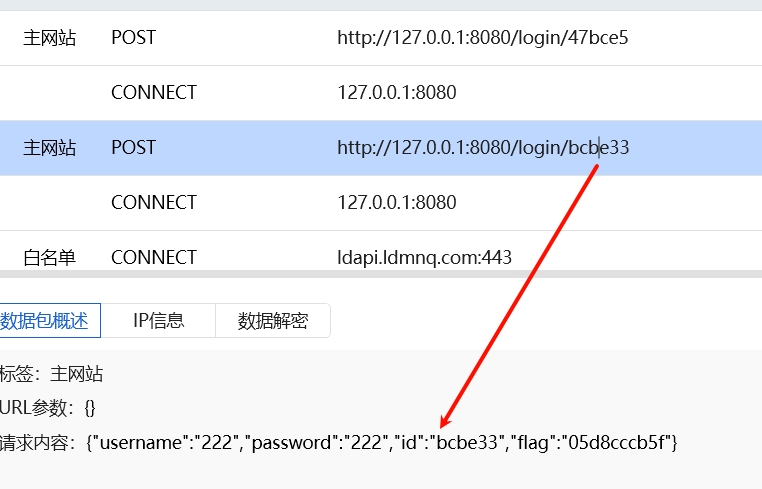 主网站 POST http://127.0.0.1:8080/login/47bce5
CONNECT 127.0.0.1:8080
主网站 POST http://127.0.0.1:8080/login/bcbe33
CONNECT 127.0.0.1:8080
白名单 CONNECT ldapi.ldmnq.com:443
数据包概述 IP信息 数据解密
标签：主网站
URL参数：{}
请求内容：{"username":"222","password":"222","id":"bcbe33","flag":"05d8cccb5f"}